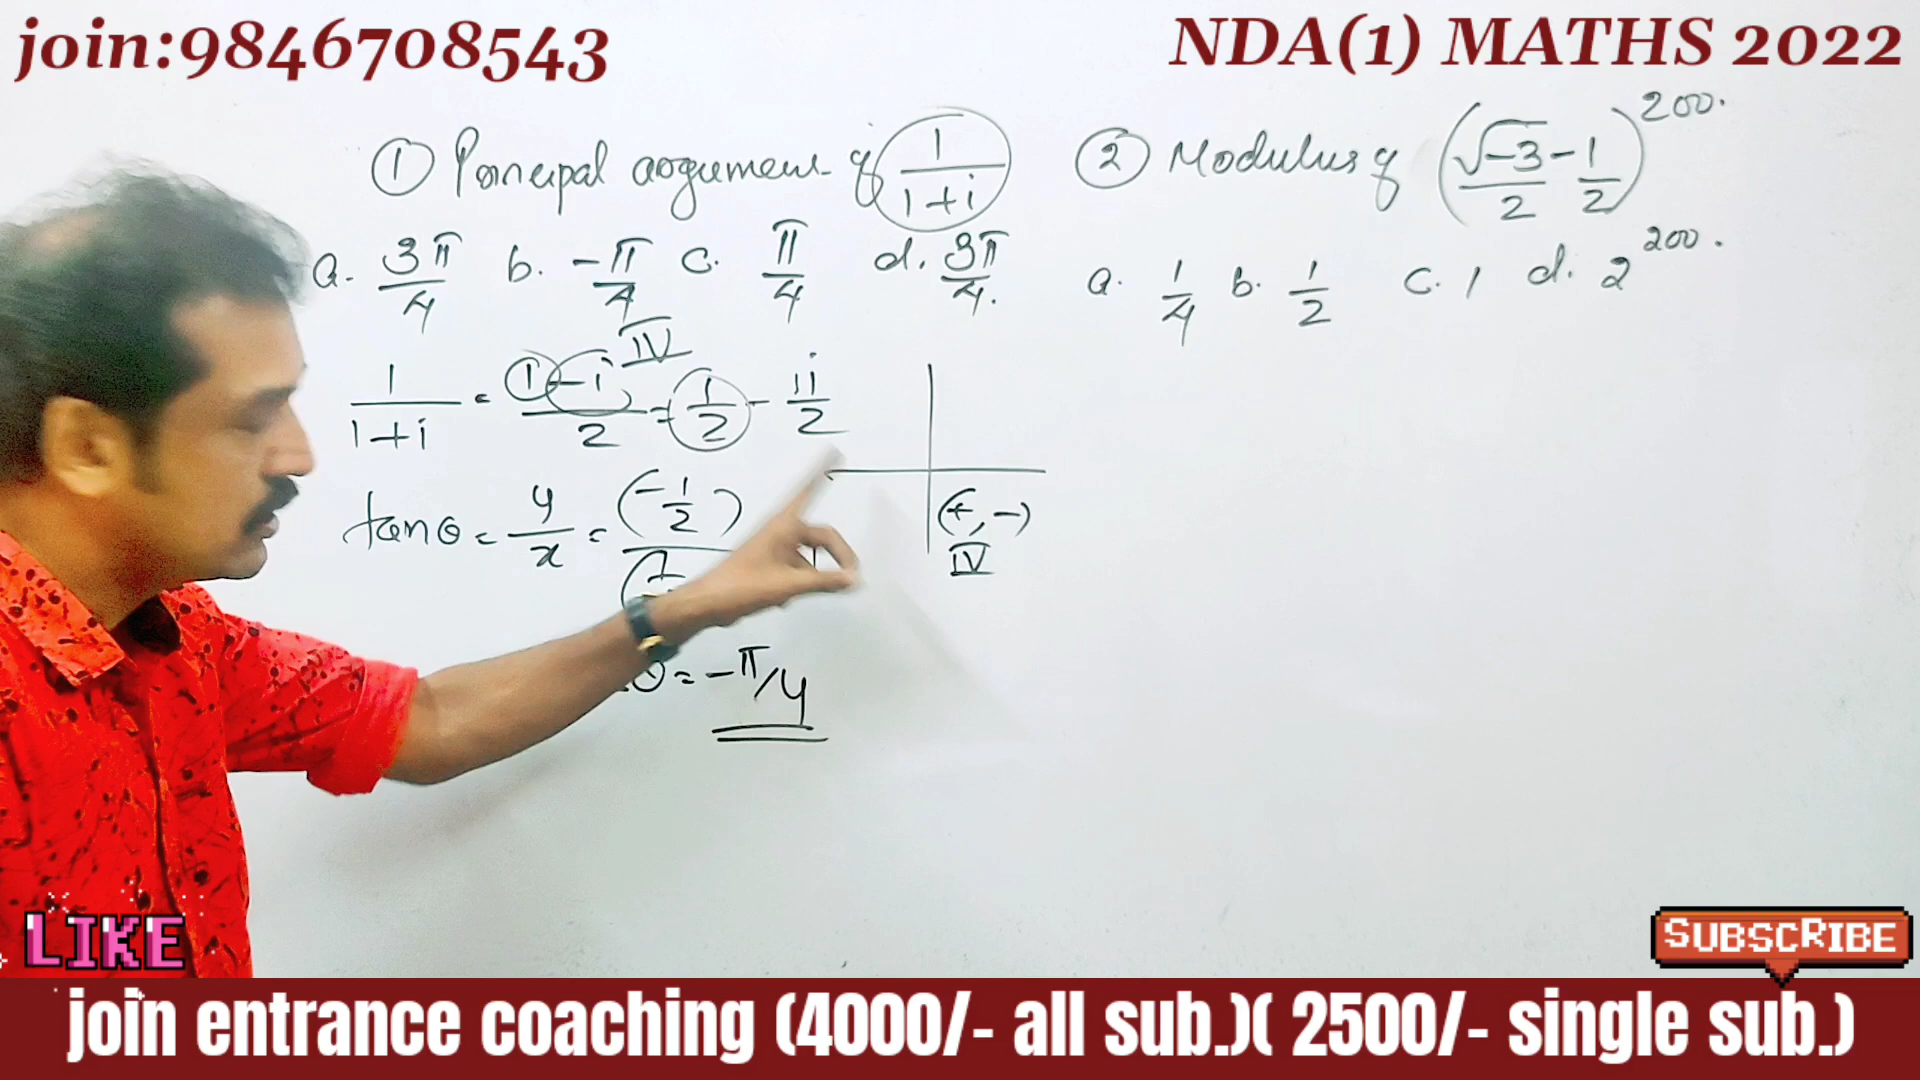 join:9846708543
NDA(1) MATHS 2022
① Principal argument of 1/(1+i)
a. 3π/4 b. -π/4 c. π/4 d. 3π/4.
1/(1+i) = (1-i)/2 = 1/2 - 1i/2
IV
tanθ = y/x = (-1/2)
(+,-)
IV
θ = -π/4
② Modulus of (√-3/2 - 1/2)^200.
a. 1/4 b. 1/2 c. 1 d. 2^200.
LIKE
SUBSCRIBE
join entrance coaching (4000/- all sub.)( 2500/- single sub.)